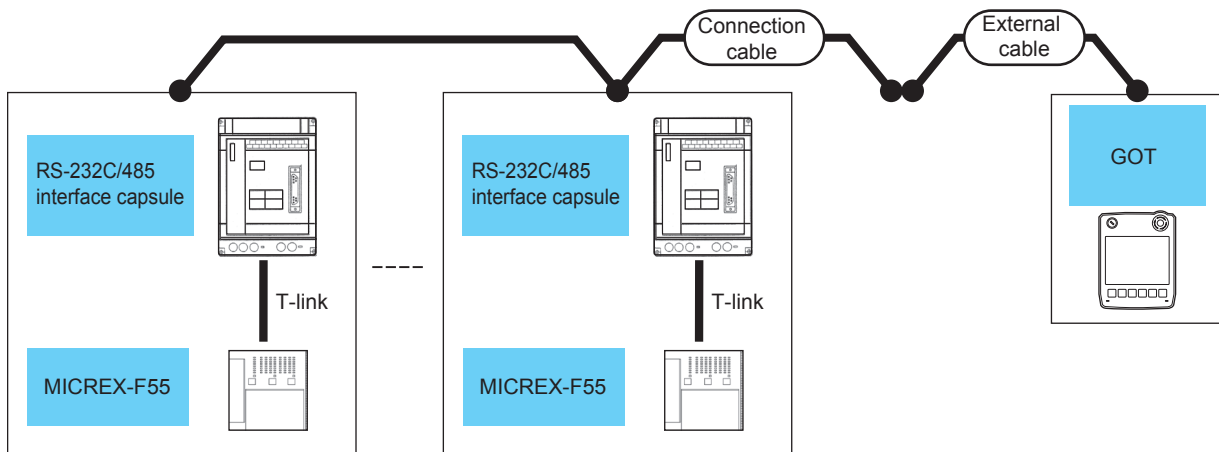 Connection
cable
External
cable
RS-232C/485
interface capsule
T-link
MICREX-F55
RS-232C/485
interface capsule
T-link
MICREX-F55
GOT